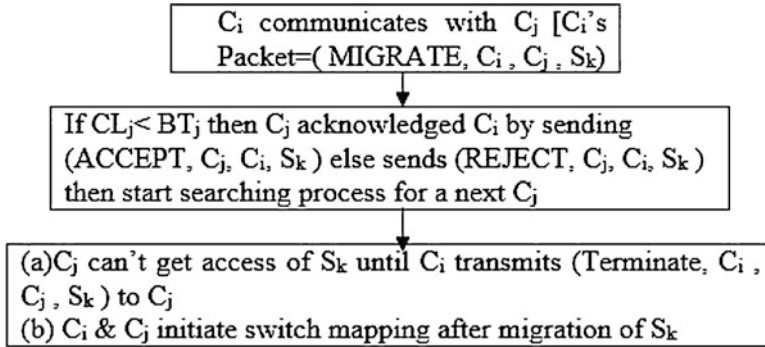 Cᵢ communicates with Cⱼ [Cᵢ's
Packet=( MIGRATE, Cᵢ , Cⱼ , Sₖ)
If CLⱼ< BTⱼ then Cⱼ acknowledged Cᵢ by sending
(ACCEPT, Cⱼ, Cᵢ, Sₖ ) else sends (REJECT, Cⱼ, Cᵢ, Sₖ )
then start searching process for a next Cⱼ
(a)Cⱼ can't get access of Sₖ until Cᵢ transmits (Terminate, Cᵢ ,
Cⱼ , Sₖ ) to Cⱼ
(b) Cᵢ & Cⱼ initiate switch mapping after migration of Sₖ